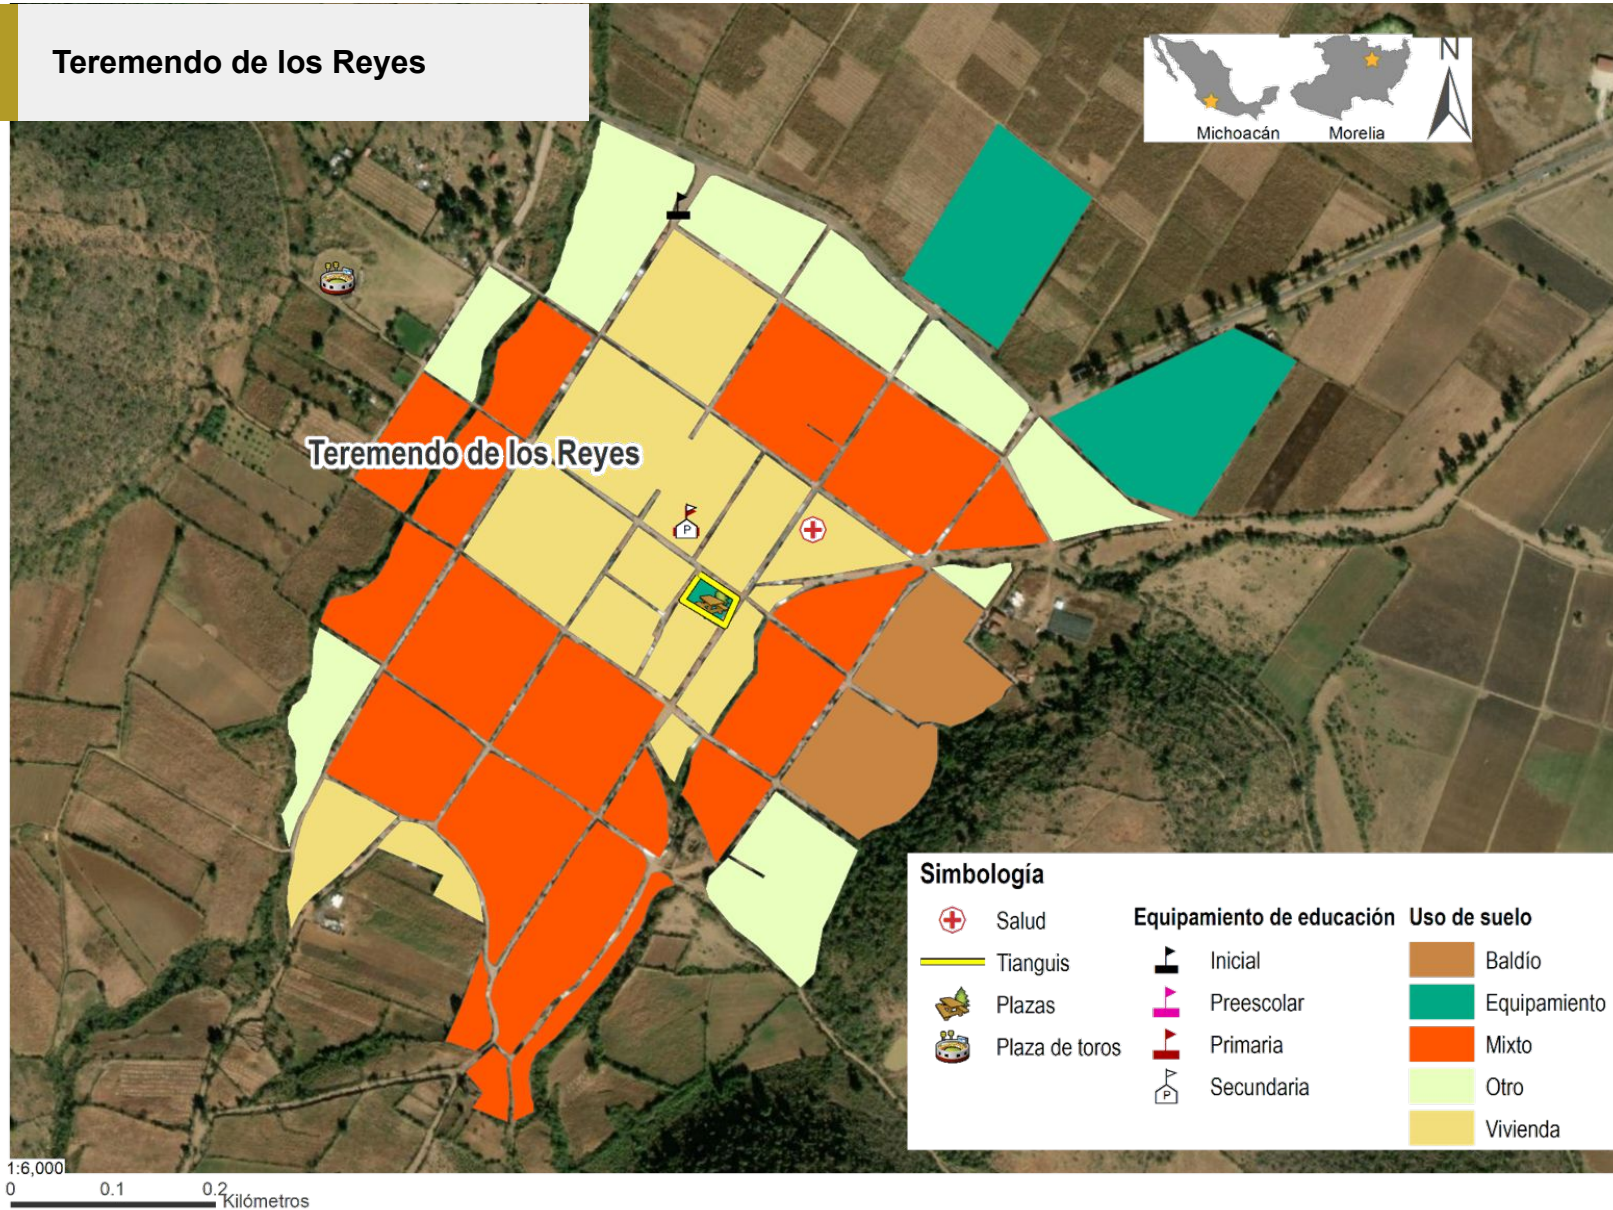 Teremendo de los Reyes
N
Michoacán
Morelia
Teremendo de los Reyes
P
Simbología
Salud
Tianguis
Plazas
Plaza de toros
Equipamiento de educación
Inicial
Preescolar
Primaria
P
Secundaria
Uso de suelo
Baldío
Equipamiento
Mixto
Otro
Vivienda
1:6,000
0 0.1 0.2
Kilómetros